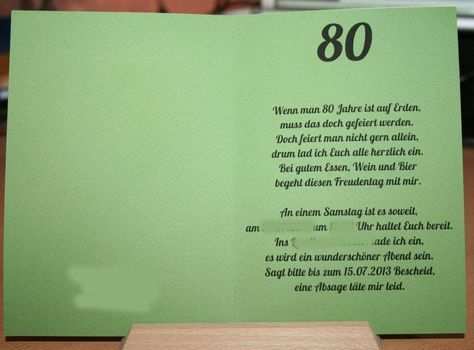 80
Wenn man 80 Jahre ist auf Erden,
muss das doch gefeiert werden.
Doch feiert man nicht gern allein,
drum lad ich Euch alle herzlich ein.
Bei gutem Essen, Wein und Bier
begeht diesen Freudentag mit mir.
An einem Samstag ist es soweit,
am um Uhr haltet Euch bereit.
Ins ade ich ein,
es wird ein wunderschöner Abend sein.
Sagt bitte bis zum 15.07.2013 Bescheid,
eine Absage täte mir leid.